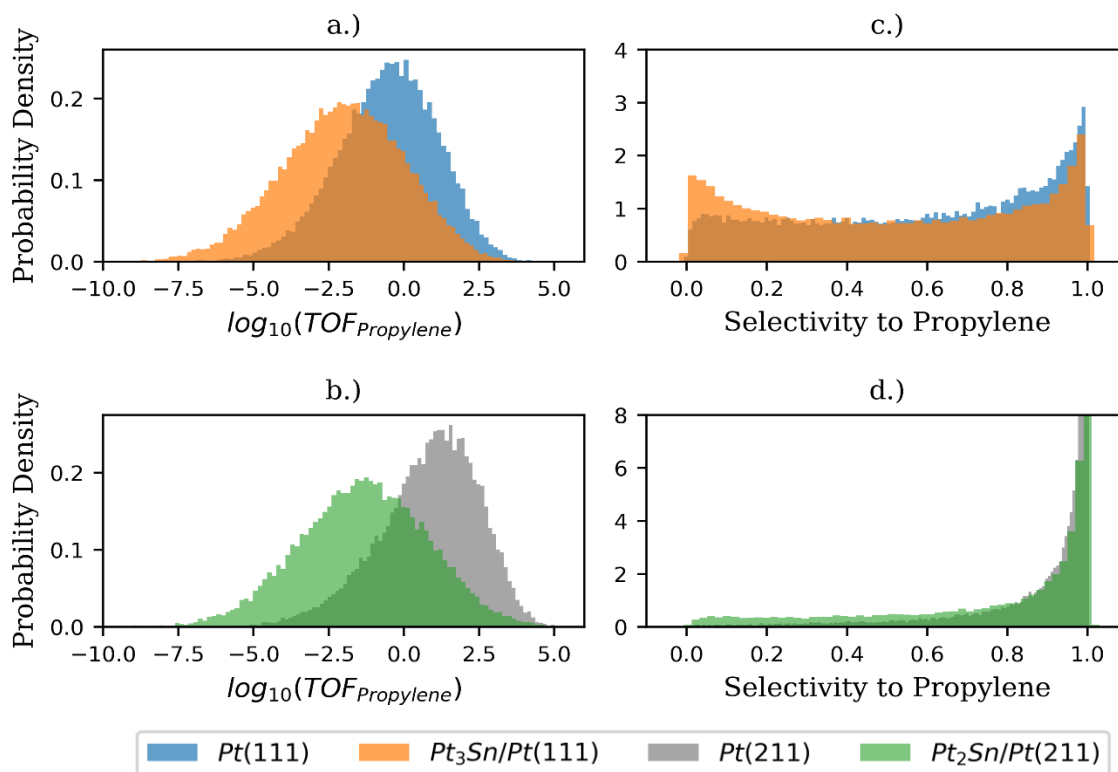 a.)
Probability Density
0.2
0.1
0.0
−10.0 −7.5 −5.0 −2.5 0.0 2.5 5.0
log₁₀(TOF_Propylene)
c.)
4
3
2
1
0
0.0 0.2 0.4 0.6 0.8 1.0
Selectivity to Propylene
b.)
Probability Density
0.2
0.1
0.0
−10.0 −7.5 −5.0 −2.5 0.0 2.5 5.0
log₁₀(TOF_Propylene)
d.)
8
6
4
2
0
0.0 0.2 0.4 0.6 0.8 1.0
Selectivity to Propylene
Pt(111) Pt₃Sn/Pt(111) Pt(211) Pt₂Sn/Pt(211)